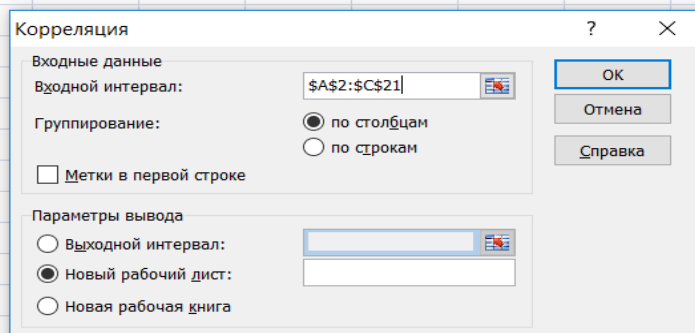 Корреляция
Входные данные
Входной интервал: $A$2:$C$21
Группирование: по столбцам
по строкам
Метки в первой строке
Параметры вывода
Выходной интервал:
Новый рабочий лист:
Новая рабочая книга
ОК
Отмена
Справка